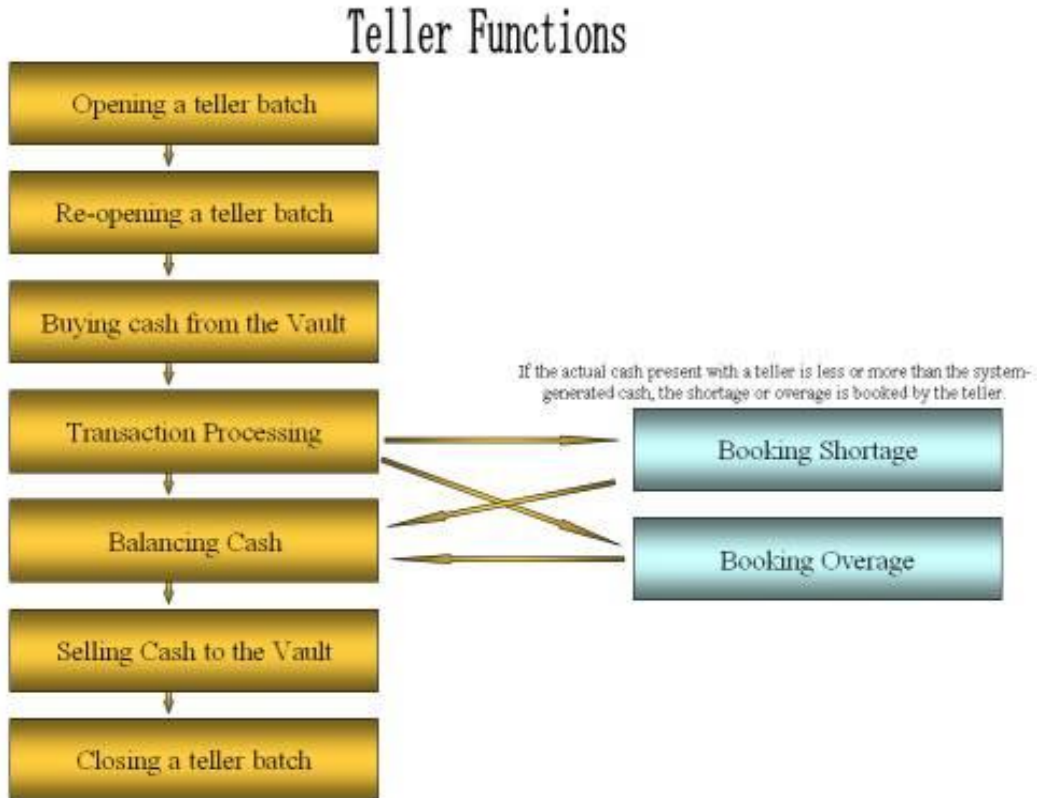 Teller Functions
Opening a teller batch
Re-opening a teller batch
Buying cash from the Vault
If the actual cash present with a teller is less or more than the system-
generated cash, the shortage or overage is booked by the teller.
Transaction Processing
Booking Shortage
Balancing Cash
Booking Overage
Selling Cash to the Vault
Closing a teller batch